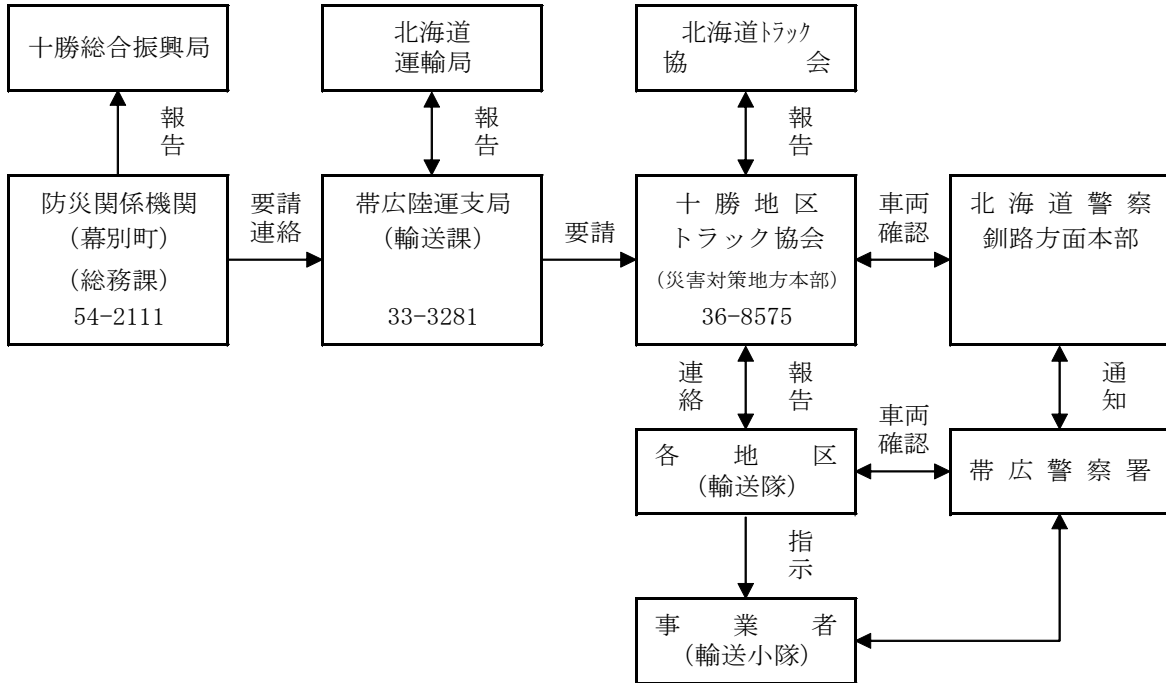 十勝総合振興局
北海道
運輸局
北海道トラック
協会
報告
報告
報告
防災関係機関
(幕別町)
(総務課)
54-2111
要請
連絡
帯広陸運支局
(輸送課)
33-3281
要請
十勝地区
トラック協会
(災害対策地方本部)
36-8575
車両
確認
北海道警察
釧路方面本部
連絡
報告
通知
各地区
(輸送隊)
車両
確認
帯広警察署
指示
事業者
(輸送小隊)